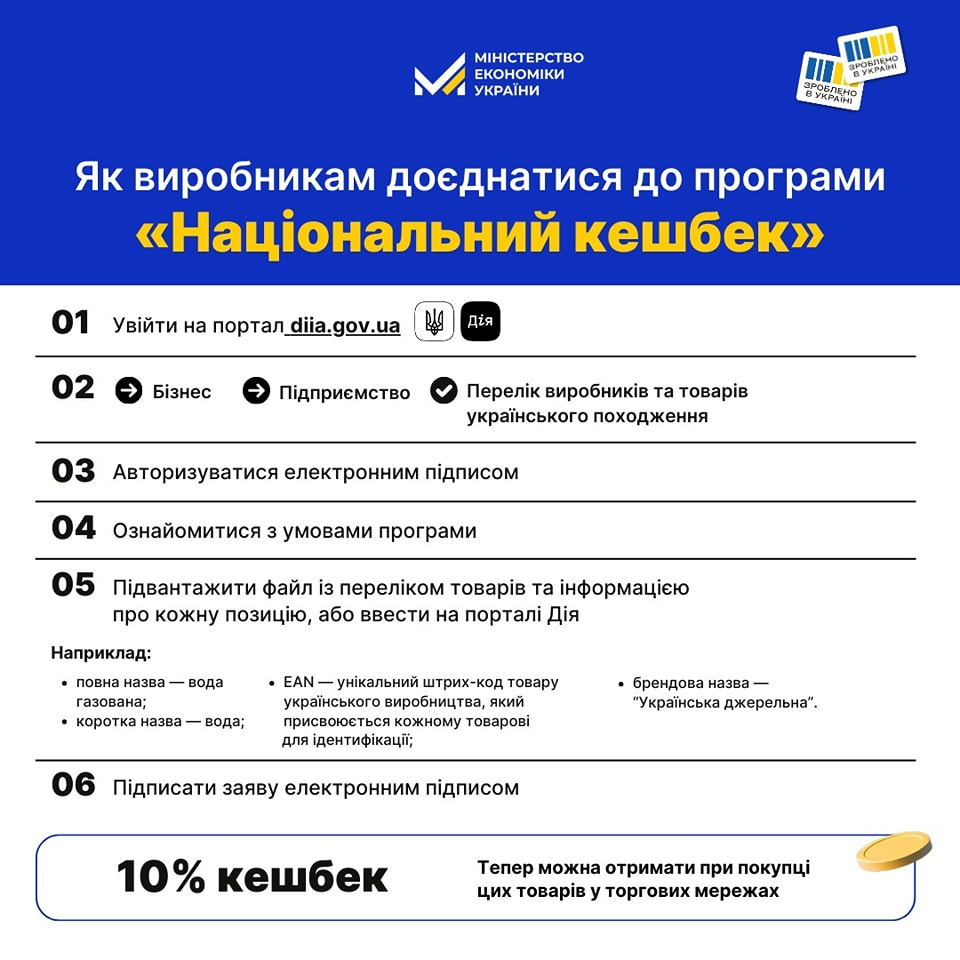 МІНІСТЕРСТВО
ЕКОНОМІКИ
УКРАЇНИ
ЗРОБЛЕНО
В УКРАЇНІ
ЗРОБЛЕНО
В УКРАЇНІ
Як виробникам доєднатися до програми
«Національний кешбек»
01 Увійти на портал diia.gov.ua Дія
02 Бізнес Підприємство Перелік виробників та товарів
українського походження
03 Авторизуватися електронним підписом
04 Ознайомитися з умовами програми
05 Підвантажити файл із переліком товарів та інформацією
про кожну позицію, або ввести на порталі Дія
Наприклад:
• повна назва — вода
газована;
• коротка назва — вода;
• EAN — унікальний штрих-код товару
українського виробництва, який
присвоюється кожному товарові
для ідентифікації;
• брендова назва —
“Українська джерельна”.
06 Підписати заяву електронним підписом
10% кешбек
Тепер можна отримати при покупці
цих товарів у торгових мережах